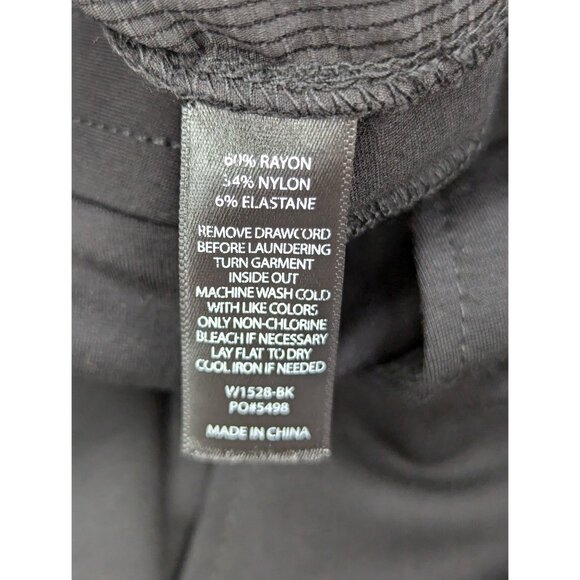 60% RAYON
34% NYLON
6% ELASTANE
REMOVE DRAWCORD
BEFORE LAUNDERING
TURN GARMENT
INSIDE OUT
MACHINE WASH COLD
WITH LIKE COLORS
ONLY NON-CHLORINE
BLEACH IF NECESSARY
LAY FLAT TO DRY
COOL IRON IF NEEDED
W1528-BK
PO#5498
MADE IN CHINA